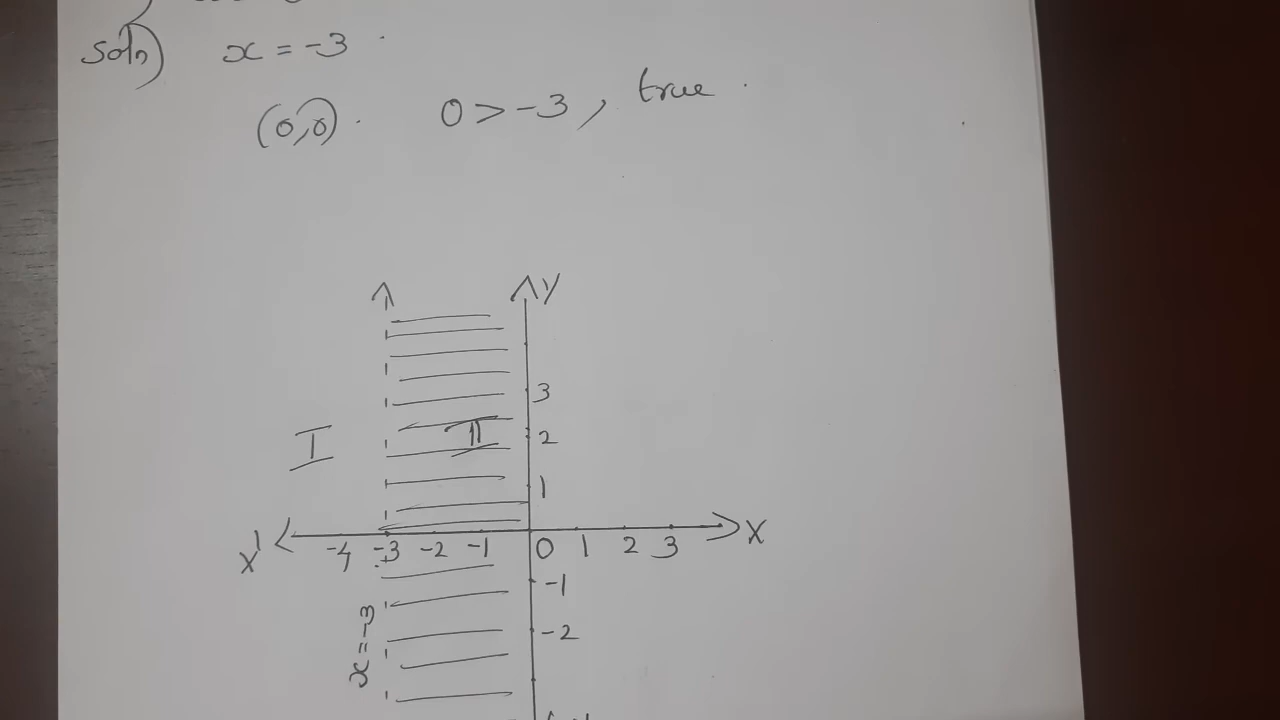 Soln) x = -3.
(0,0). 0 > -3, true.
Y
3
I II 2
1
X' -4 -3 -2 -1 0 1 2 3 X
-1
x = -3
-2